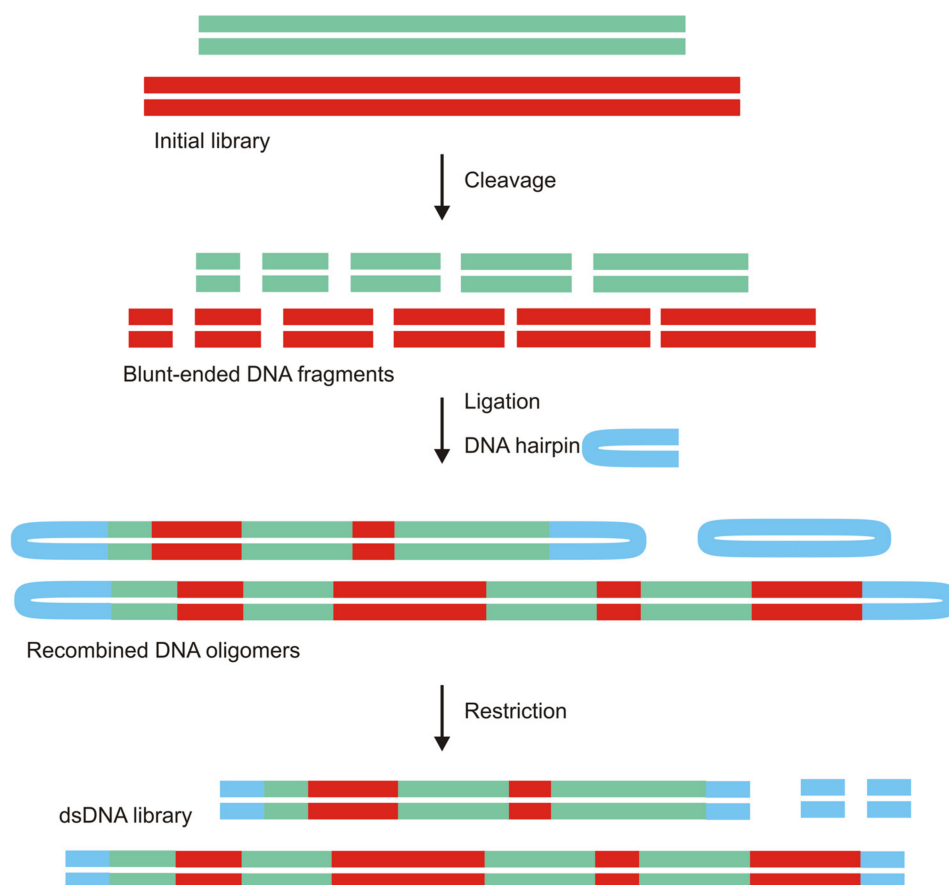 Initial library
Cleavage
Blunt-ended DNA fragments
Ligation
DNA hairpin
Recombined DNA oligomers
Restriction
dsDNA library